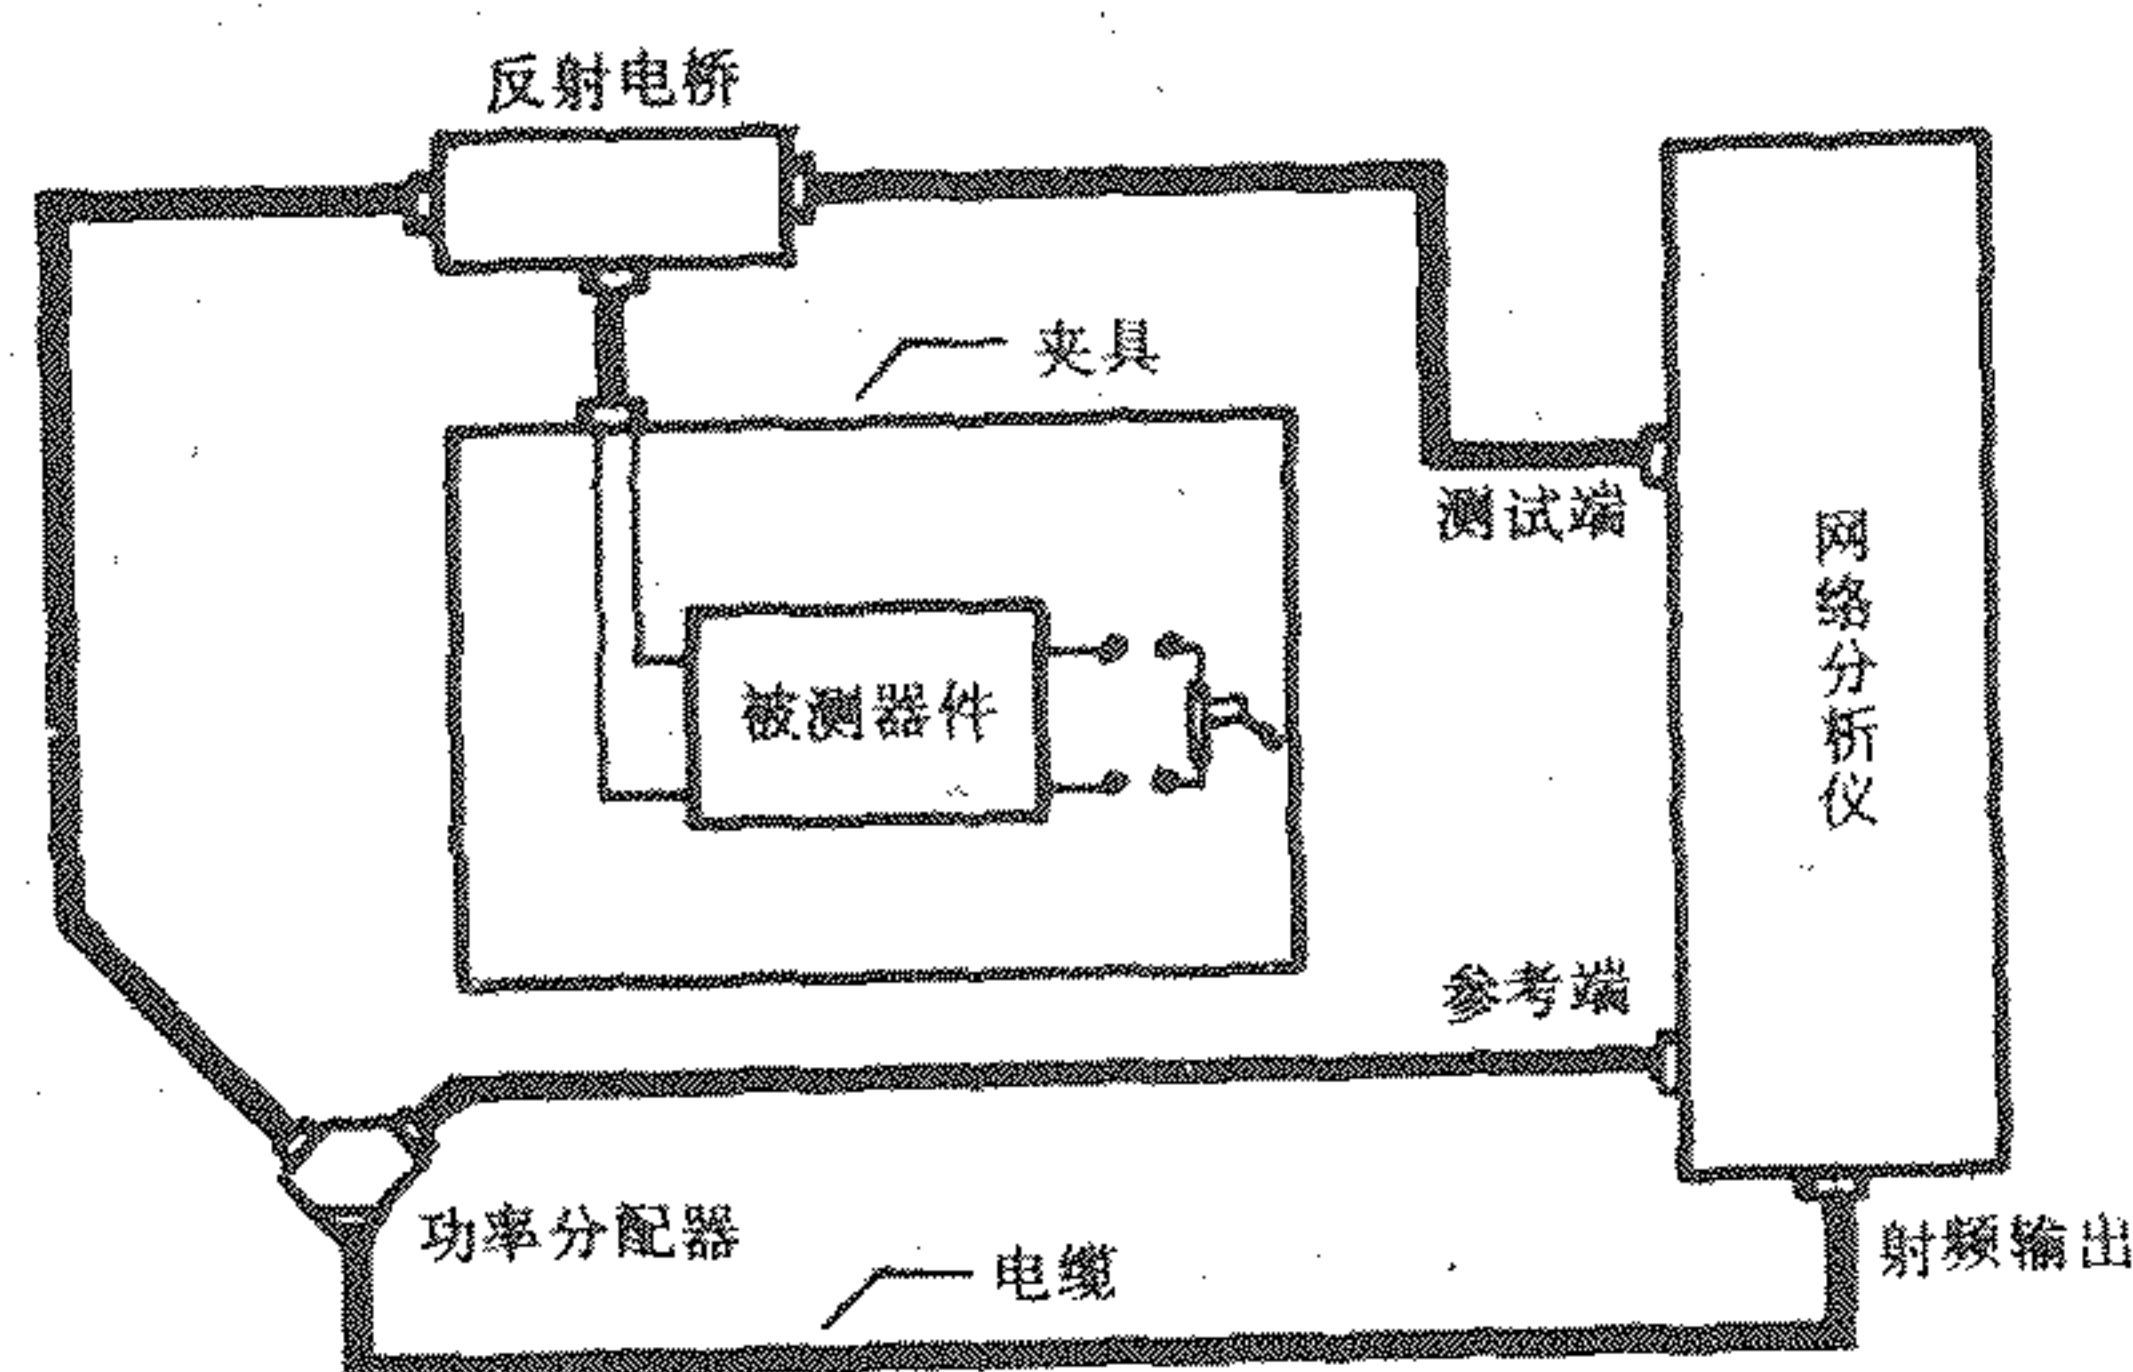 反射电桥
夹具
测试端
网络分析仪
被测器件
参考端
功率分配器
射频输出
电缆